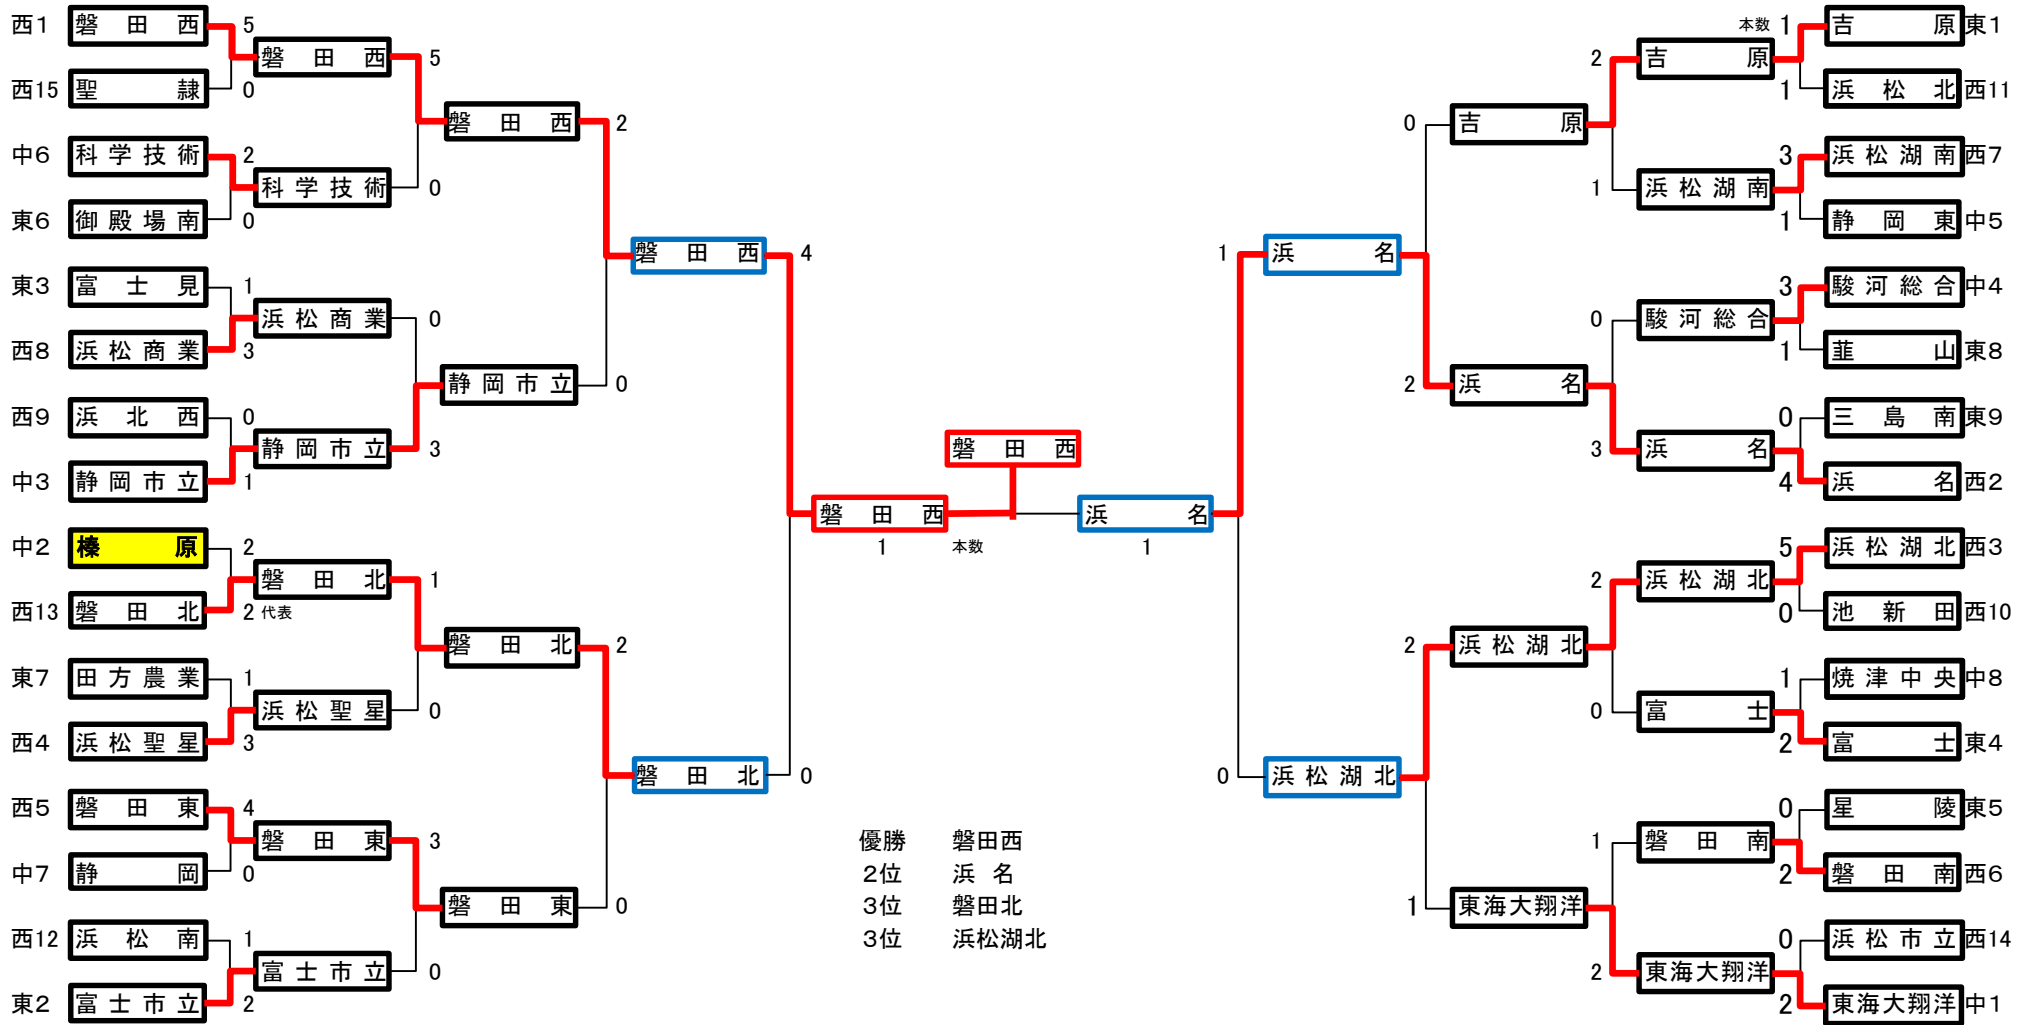 西1 磐田西 5
西15 聖隷 0
磐田西 5
中6 科学技術 2
東6 御殿場南 0
科学技術 0
磐田西 2
東3 富士見 1
西8 浜松商業 3
浜松商業 0
西9 浜北西 0
中3 静岡市立 1
静岡市立 3
静岡市立 0
磐田西 4
中2 榛原 2
西13 磐田北 2 代表
磐田北 1
東7 田方農業 1
西4 浜松聖星 3
浜松聖星 0
磐田北 2
西5 磐田東 4
中7 静岡 0
磐田東 3
西12 浜松南 1
東2 富士市立 2
富士市立 0
磐田東 0
磐田北 0
磐田西
磐田西 浜名
1 本数 1
優勝 磐田西
2位 浜名
3位 磐田北
3位 浜松湖北
本数 1 吉原 東1
1 浜松北 西11
2 吉原
3 浜松湖南 西7
1 静岡東 中5
1 浜松湖南
0 吉原
3 駿河総合 中4
1 韮山 東8
0 駿河総合
0 三島南 東9
4 浜名 西2
3 浜名
2 浜名
1 浜名
5 浜松湖北 西3
0 池新田 西10
2 浜松湖北
1 焼津中央 中8
2 富士 東4
0 富士
2 浜松湖北
0 星陵 東5
2 磐田南 西6
1 磐田南
0 浜松市立 西14
2 東海大翔洋 中1
2 東海大翔洋
1 東海大翔洋
0 浜松湖北